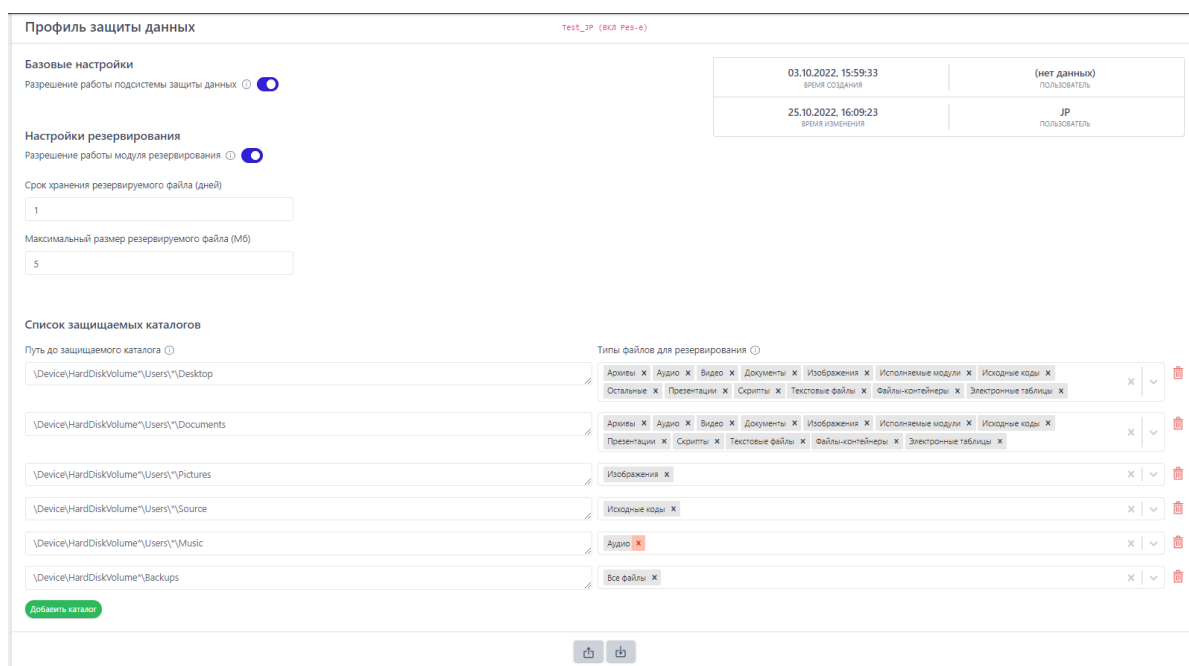 Профиль защиты данных
Test_JP (ВКЛ Рез-е)
Базовые настройки
Разрешение работы подсистемы защиты данных
03.10.2022, 15:59:33
ВРЕМЯ СОЗДАНИЯ
(нет данных)
ПОЛЬЗОВАТЕЛЬ
25.10.2022, 16:09:23
ВРЕМЯ ИЗМЕНЕНИЯ
JP
ПОЛЬЗОВАТЕЛЬ
Настройки резервирования
Разрешение работы модуля резервирования
Срок хранения резервируемого файла (дней)
1
Максимальный размер резервируемого файла (Мб)
5
Список защищаемых каталогов
Путь до защищаемого каталога
Типы файлов для резервирования
\Device\HardDiskVolume*\Users\*\Desktop
Архивы x Аудио x Видео x Документы x Изображения x Исполняемые модули x Исходные коды x
Остальные x Презентации x Скрипты x Текстовые файлы x Файлы-контейнеры x Электронные таблицы x
\Device\HardDiskVolume*\Users\*\Documents
Архивы x Аудио x Видео x Документы x Изображения x Исполняемые модули x Исходные коды x
Презентации x Скрипты x Текстовые файлы x Файлы-контейнеры x Электронные таблицы x
\Device\HardDiskVolume*\Users\*\Pictures
Изображения x
\Device\HardDiskVolume*\Users\*\Source
Исходные коды x
\Device\HardDiskVolume*\Users\*\Music
Аудио x
\Device\HardDiskVolume*\Backups
Все файлы x
Добавить каталог